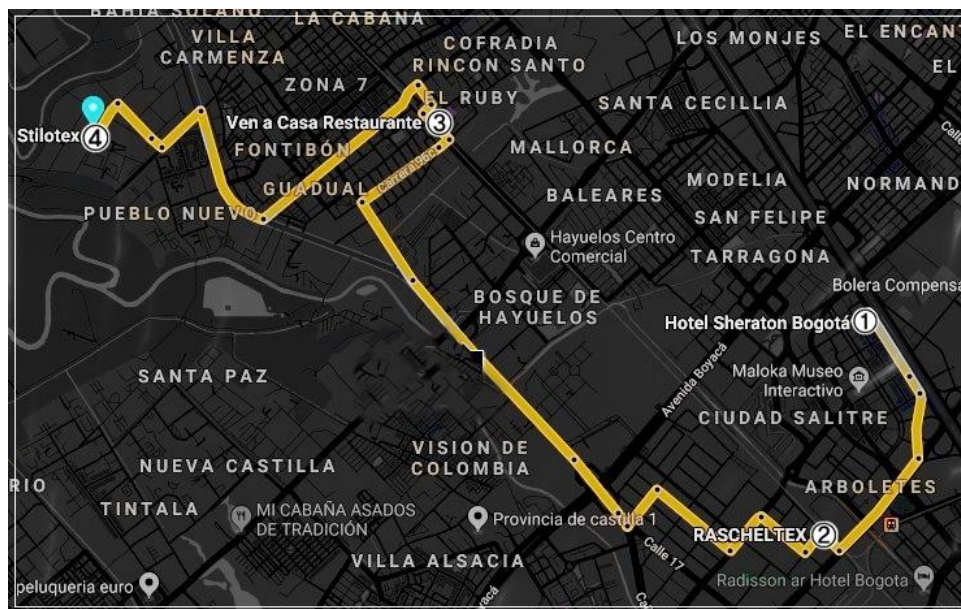 BAHÍA SOLANO
LA CABANA
VILLA
CARMENZA
COFRADIA
RINCON SANTO
LOS MONJES
EL ENCANT
ZONA 7
EL RUBY
EL
SANTA CECILLIA
Stilotex 4
Ven a Casa Restaurante 3
FONTIBÓN
MALLORCA
Calle
Carrera 96c
GUADUAL
MODELIA
NORMAND
BALEARES
PUEBLO NUEVO
SAN FELIPE
Hayuelos Centro
Comercial
TARRAGONA
Bolera Compensa
BOSQUE DE
HAYUELOS
Hotel Sheraton Bogotá 1
Avenida Boyacá
SANTA PAZ
Maloka Museo
Interactivo
CIUDAD SALITRE
VISION DE
COLOMBIA
NUEVA CASTILLA
RIO
ARBOLETES
TINTALA
MI CABAÑA ASADOS
DE TRADICIÓN
Provincia de castilla 1
RASCHELTEX 2
Calle 17
VILLA ALSACIA
peluqueria euro
Radisson ar Hotel Bogota